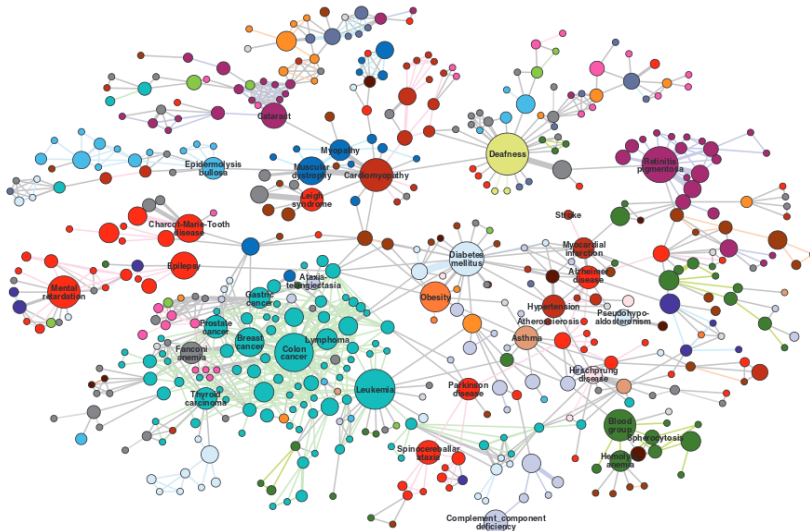 Cataract
Deafness
Myopathy
Epidermolysis
bullosa
Muscular
dystrophy
Cardiomyopathy
Retinitis
pigmentosa
Leigh
syndrome
Charcot-Marie-Tooth
disease
Stroke
Epilepsy
Myocardial
infarction
Diabetes
mellitus
Alzheimer
disease
Ataxia-
telangiectasia
Mental
retardation
Gastric
cancer
Obesity
Hypertension
Atherosclerosis
Pseudohypo-
aldosteronism
Prostate
cancer
Breast
cancer
Lymphoma
Colon
cancer
Asthma
Fanconi
anemia
Hirschprung
disease
Leukemia
Parkinson
disease
Thyroid
carcinoma
Blood
group
Spherocytosis
Spinocereballar
ataxia
Hemolytic
anemia
Complement_component
deficiency